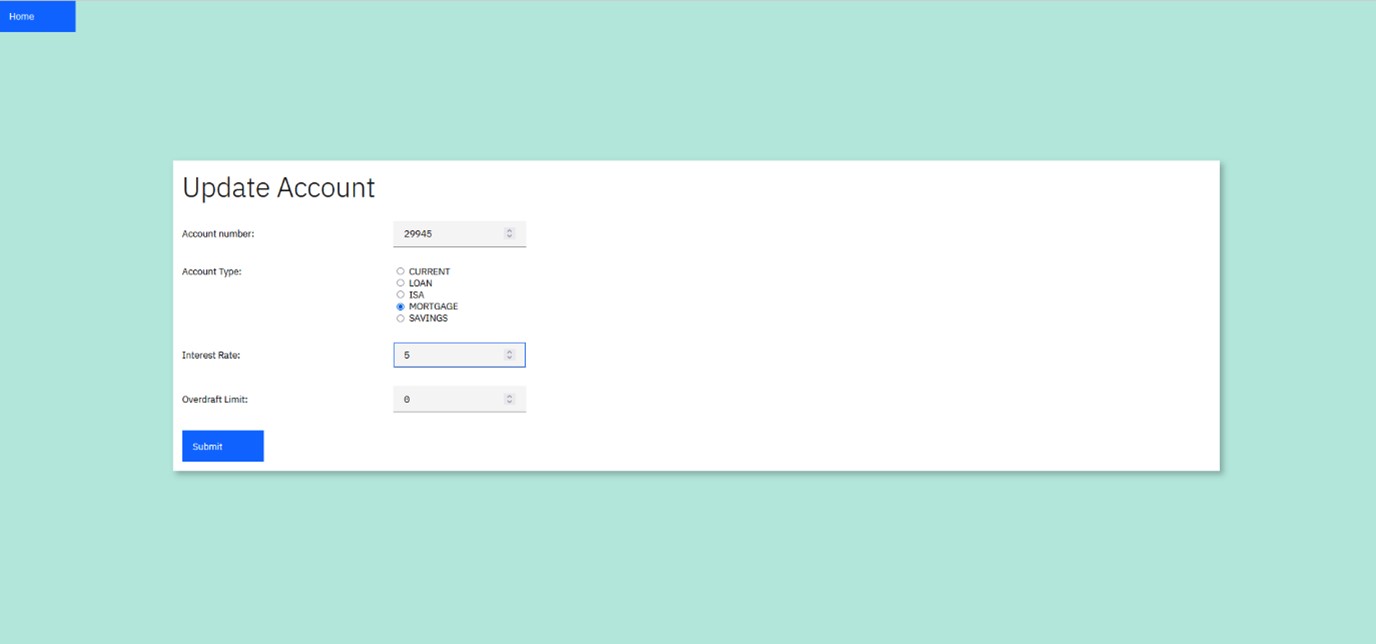 Home
Update Account
Account number: 29945
Account Type: CURRENT
LOAN
ISA
MORTGAGE
SAVINGS
Interest Rate: 5
Overdraft Limit: 0
Submit